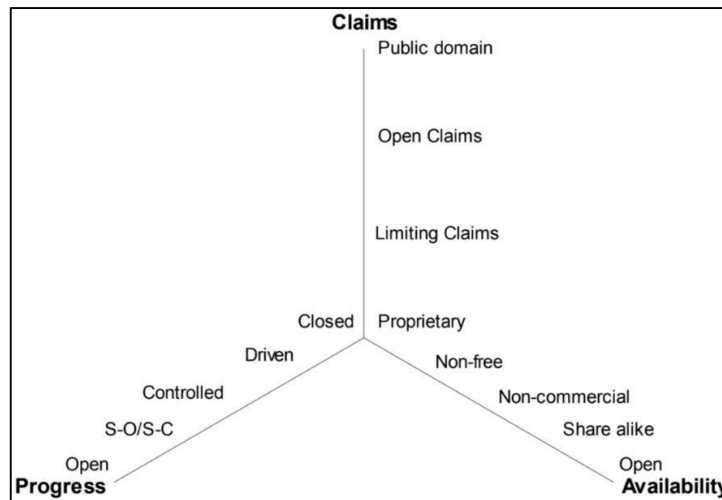 Claims
Public domain
Open Claims
Limiting Claims
Closed
Proprietary
Driven
Non-free
Controlled
Non-commercial
S-O/S-C
Share alike
Open
Open
Progress
Availability